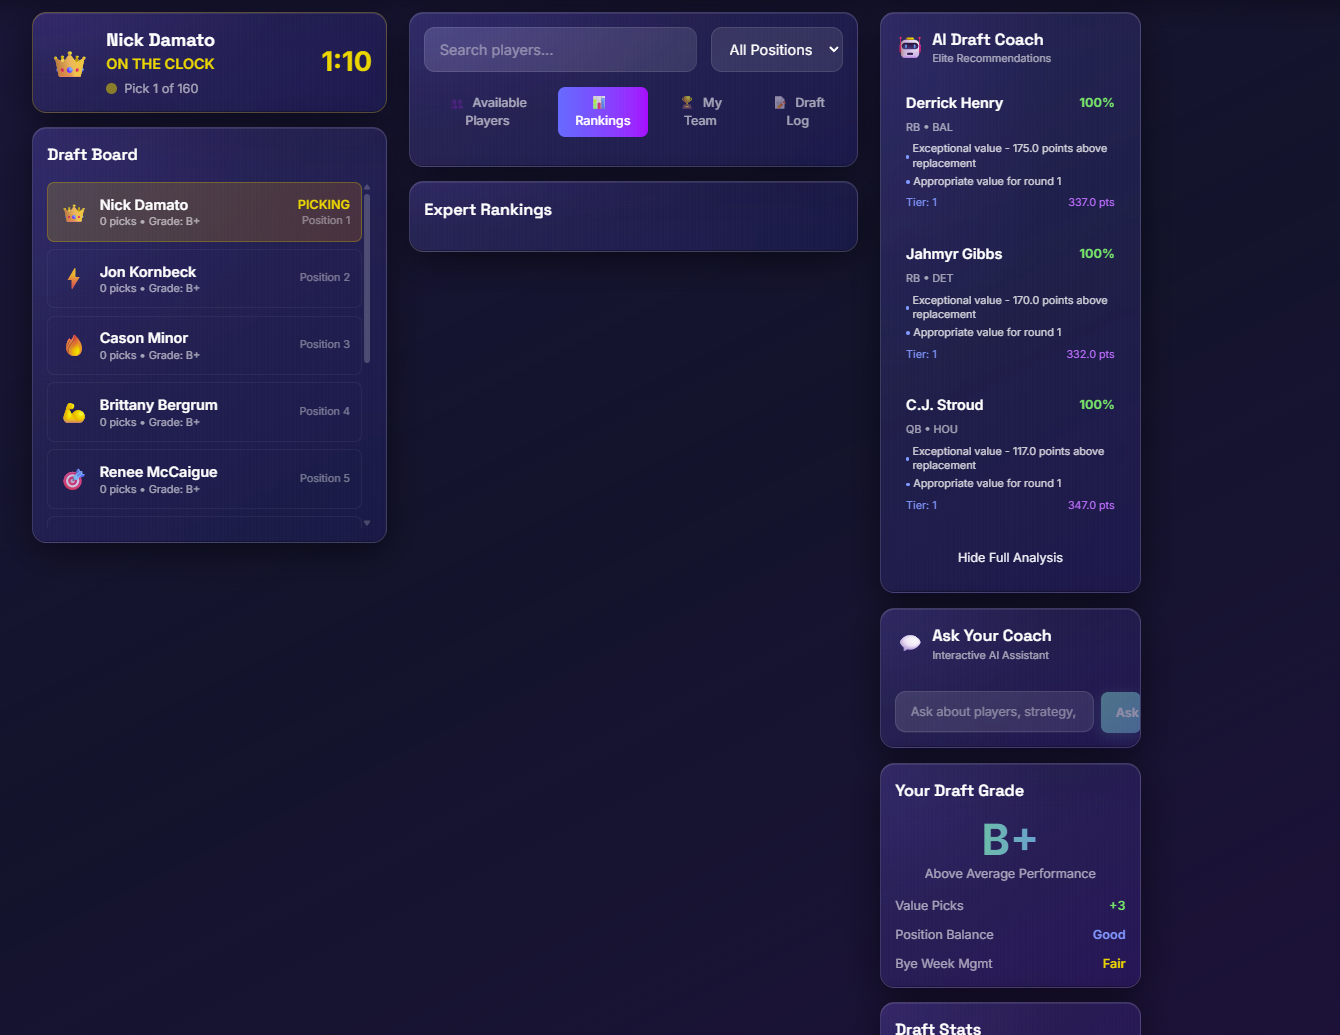 Nick Damato
ON THE CLOCK
Pick 1 of 160
1:10
Draft Board
Nick Damato
0 picks • Grade: B+
PICKING
Position 1
Jon Kornbeck
0 picks • Grade: B+
Position 2
Cason Minor
0 picks • Grade: B+
Position 3
Brittany Bergrum
0 picks • Grade: B+
Position 4
Renee McCaigue
0 picks • Grade: B+
Position 5
Search players...
All Positions
Available
Players
Rankings
My
Team
Draft
Log
Expert Rankings
AI Draft Coach
Elite Recommendations
Derrick Henry 100%
RB • BAL
• Exceptional value - 175.0 points above
replacement
• Appropriate value for round 1
Tier: 1 337.0 pts
Jahmyr Gibbs 100%
RB • DET
• Exceptional value - 170.0 points above
replacement
• Appropriate value for round 1
Tier: 1 332.0 pts
C.J. Stroud 100%
QB • HOU
• Exceptional value - 117.0 points above
replacement
• Appropriate value for round 1
Tier: 1 347.0 pts
Hide Full Analysis
Ask Your Coach
Interactive AI Assistant
Ask about players, strategy,
Ask
Your Draft Grade
B+
Above Average Performance
Value Picks +3
Position Balance Good
Bye Week Mgmt Fair
Draft Stats